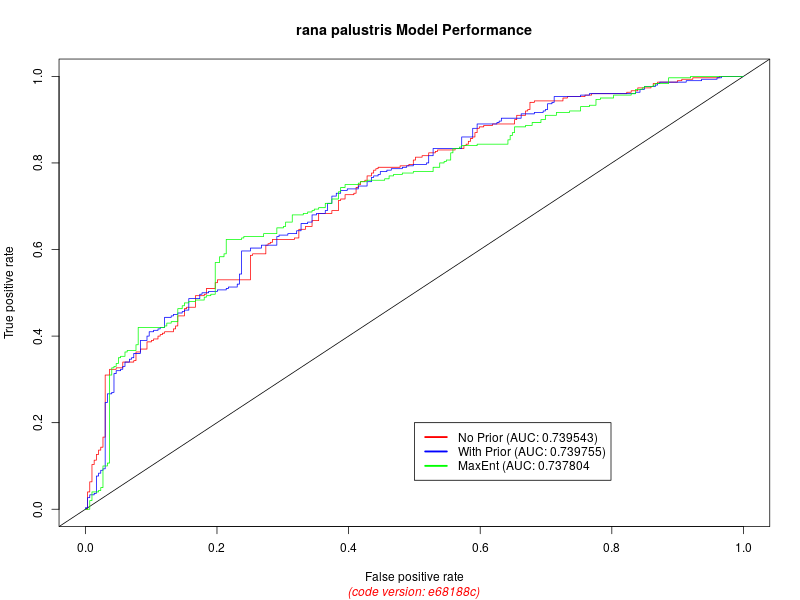 rana palustris Model Performance
True positive rate
1.0
0.8
0.6
0.4
0.2
0.0
No Prior (AUC: 0.739543)
With Prior (AUC: 0.739755)
MaxEnt (AUC: 0.737804
0.0 0.2 0.4 0.6 0.8 1.0
False positive rate
(code version: e68188c)